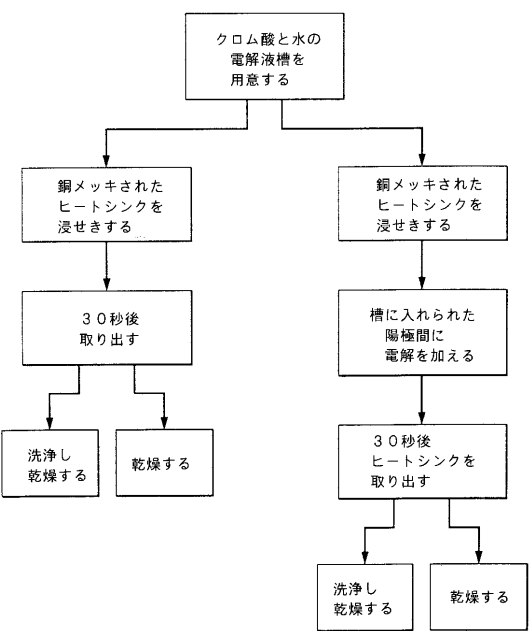 クロム酸と水の
電解液槽を
用意する
銅メッキされた
ヒートシンクを
浸せきする
30秒後
取り出す
洗浄し
乾燥する
乾燥する
銅メッキされた
ヒートシンクを
浸せきする
槽に入れられた
陽極間に
電解を加える
30秒後
ヒートシンクを
取り出す
洗浄し
乾燥する
乾燥する